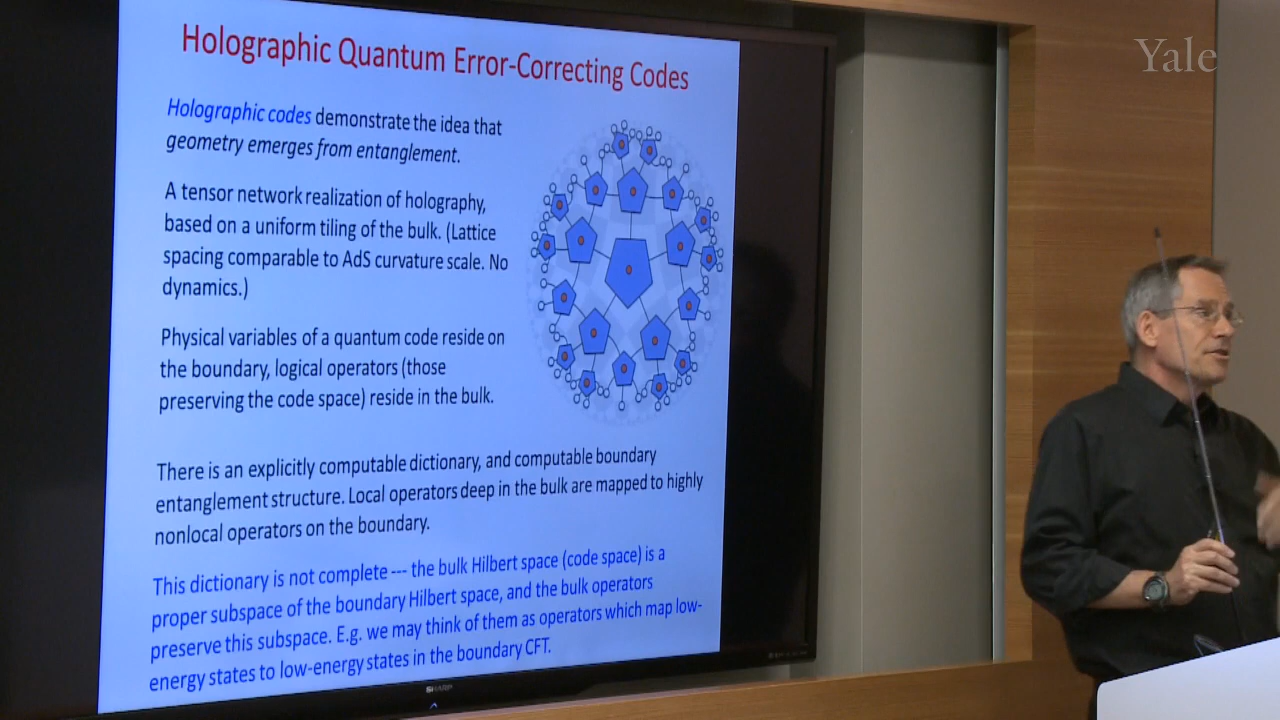 Holographic Quantum Error-Correcting Codes
Yale
Holographic codes demonstrate the idea that
geometry emerges from entanglement.
A tensor network realization of holography,
based on a uniform tiling of the bulk. (Lattice
spacing comparable to AdS curvature scale. No
dynamics.)
Physical variables of a quantum code reside on
the boundary, logical operators (those
preserving the code space) reside in the bulk.
There is an explicitly computable dictionary, and computable boundary
entanglement structure. Local operators deep in the bulk are mapped to highly
nonlocal operators on the boundary.
This dictionary is not complete --- the bulk Hilbert space (code space) is a
proper subspace of the boundary Hilbert space, and the bulk operators
preserve this subspace. E.g. we may think of them as operators which map low-
energy states to low-energy states in the boundary CFT.
SHARP